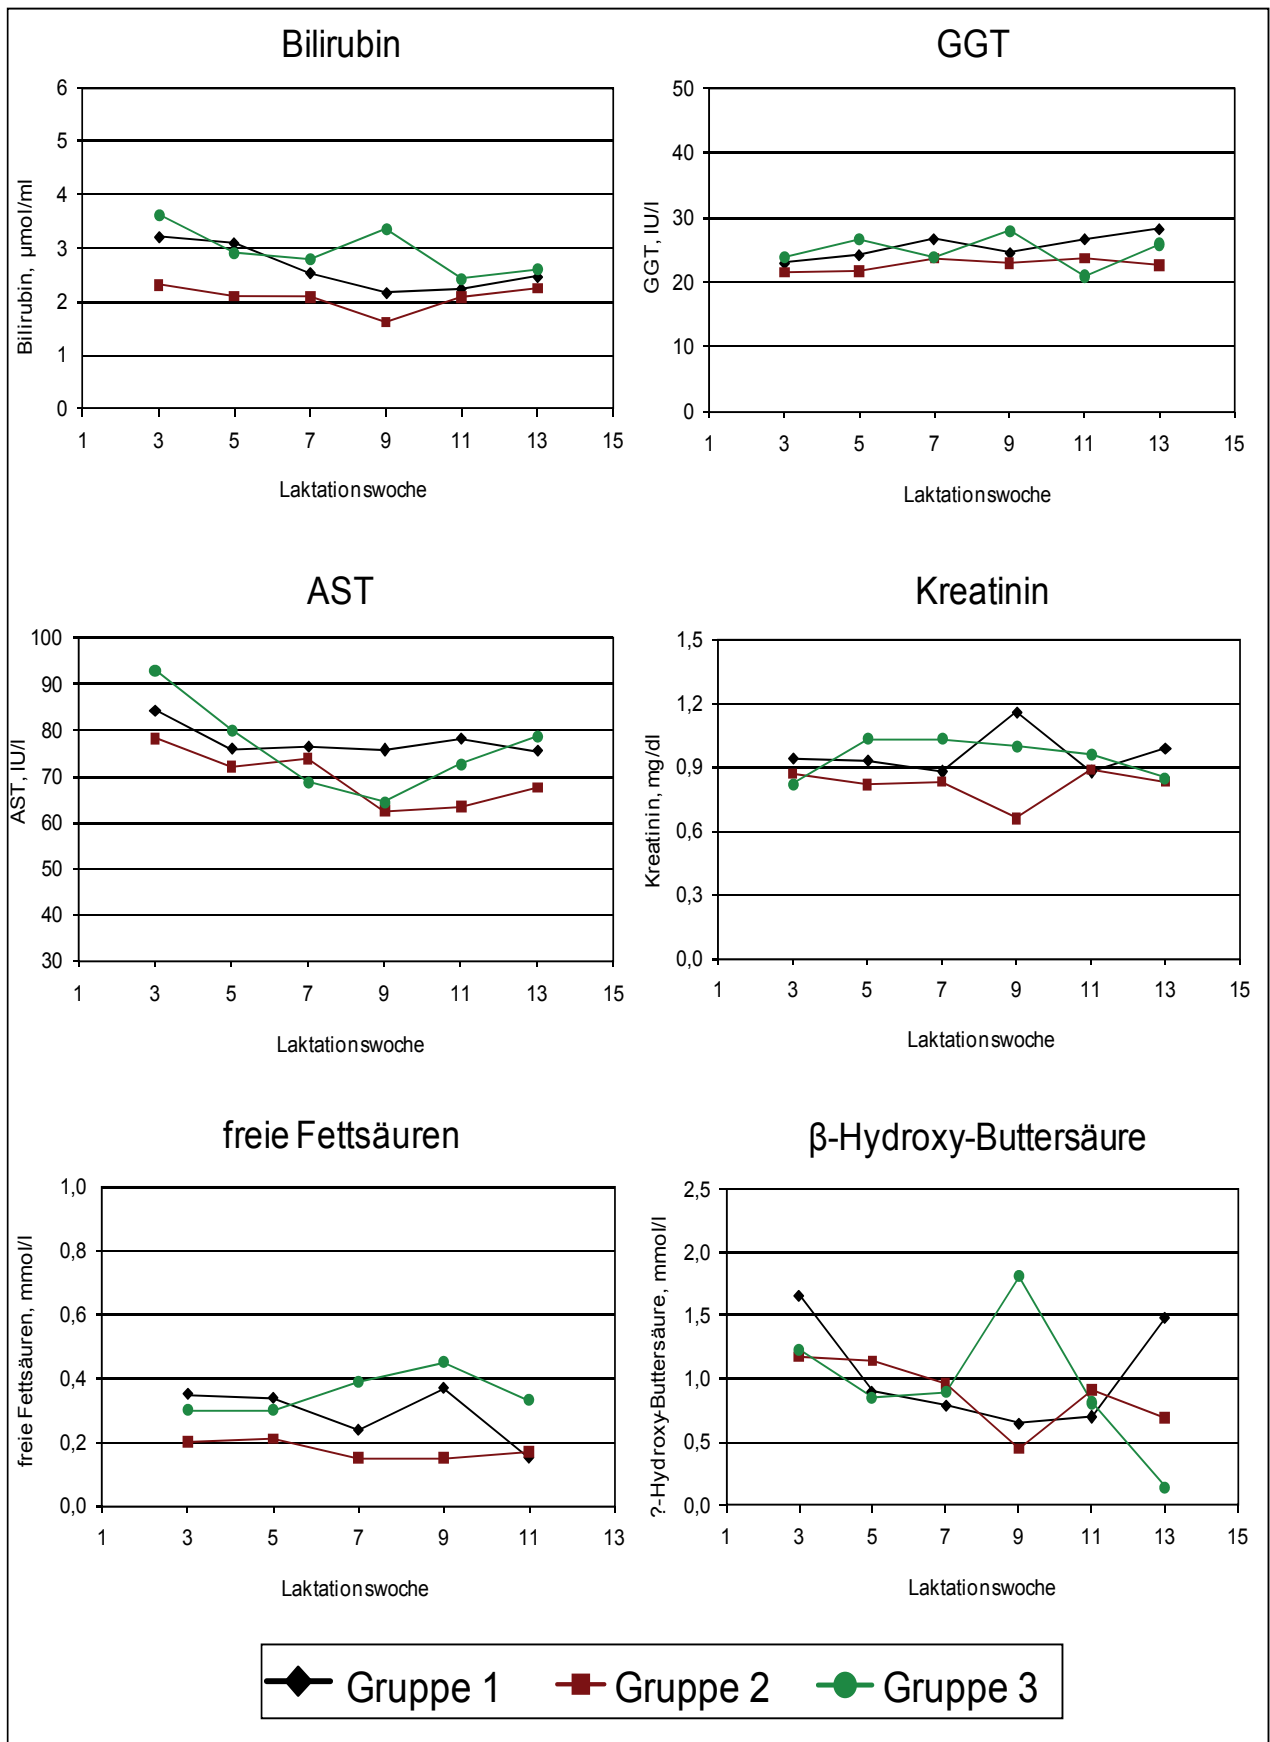 Bilirubin
6
5
4
3
2
1
0
Bilirubin, µmol/ml
1 3 5 7 9 11 13 15
Laktationswoche
GGT
50
40
30
20
10
0
GGT, IU/l
1 3 5 7 9 11 13 15
Laktationswoche
AST
100
90
80
70
60
50
40
30
AST, IU/l
1 3 5 7 9 11 13 15
Laktationswoche
Kreatinin
1,5
1,2
0,9
0,6
0,3
0,0
Kreatinin, mg/dl
1 3 5 7 9 11 13 15
Laktationswoche
freie Fettsäuren
1,0
0,8
0,6
0,4
0,2
0,0
freie Fettsäuren, mmol/l
1 3 5 7 9 11 13
Laktationswoche
β-Hydroxy-Buttersäure
2,5
2,0
1,5
1,0
0,5
0,0
?-Hydroxy-Buttersäure, mmol/l
1 3 5 7 9 11 13 15
Laktationswoche
Gruppe 1 Gruppe 2 Gruppe 3